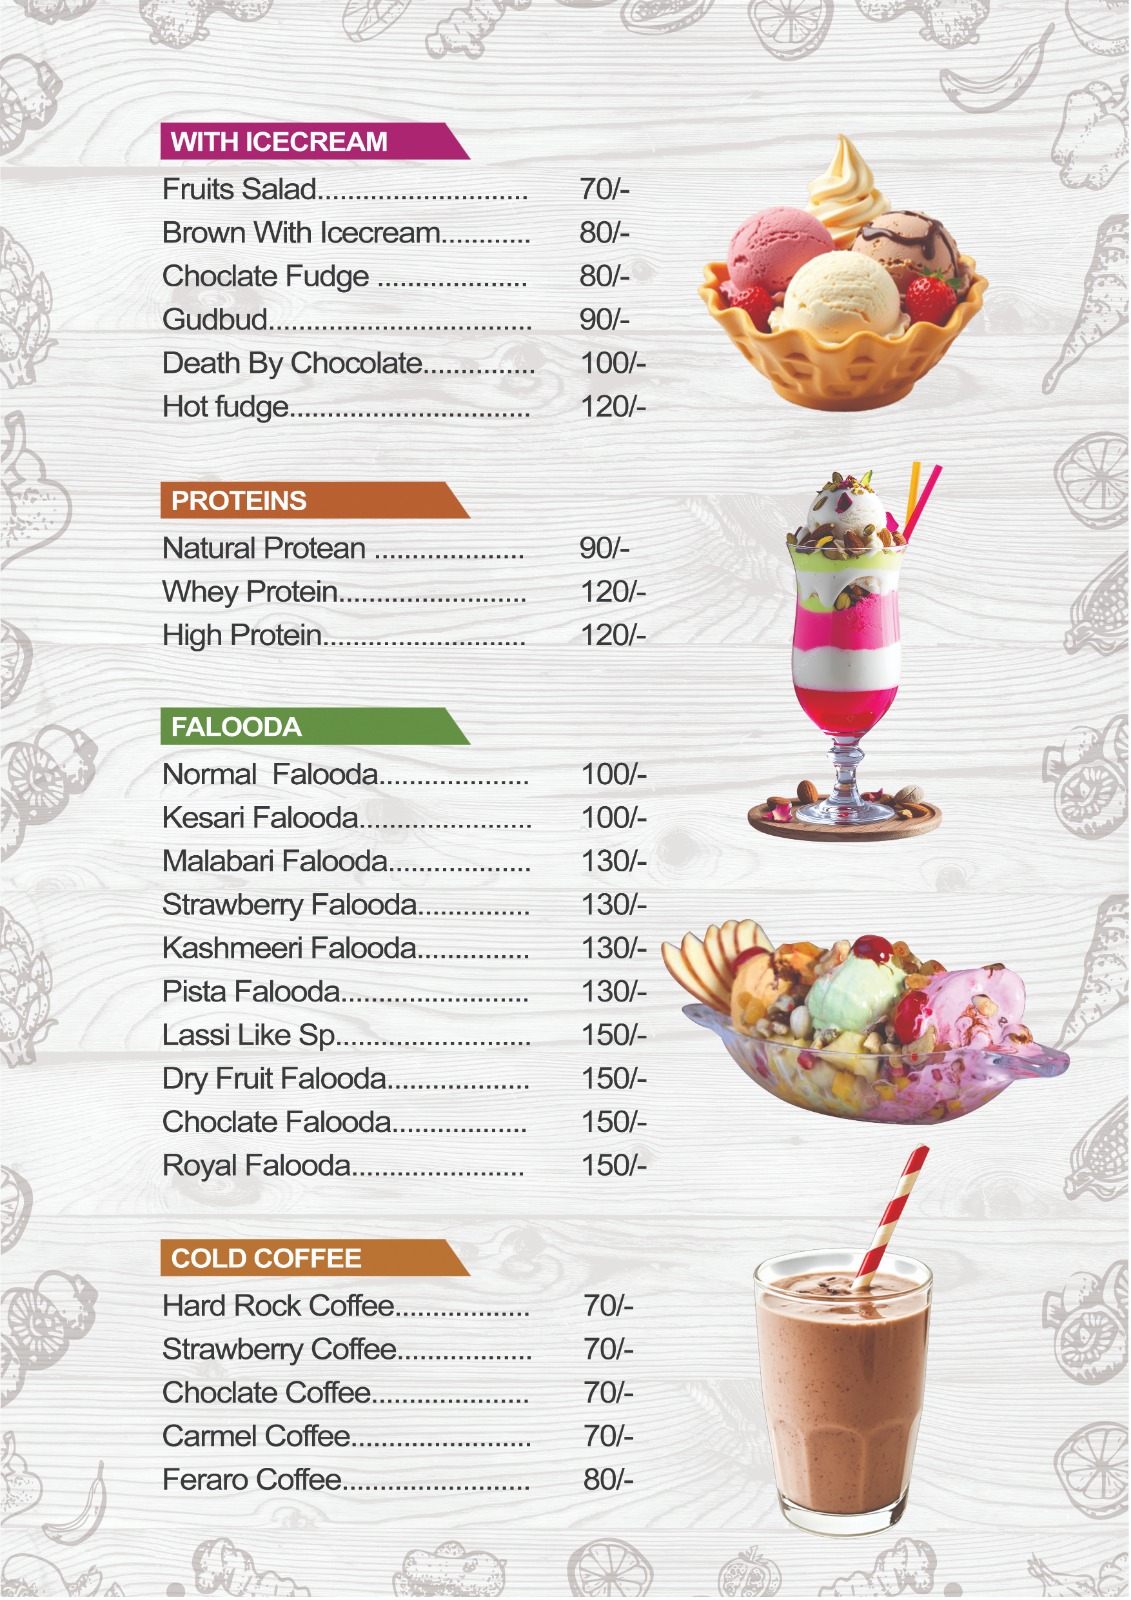 WITH ICECREAM
Fruits Salad............................ 70/-
Brown With Icecream............ 80/-
Choclate Fudge .................... 80/-
Gudbud................................... 90/-
Death By Chocolate............... 100/-
Hot fudge................................ 120/-
PROTEINS
Natural Protean .................... 90/-
Whey Protein......................... 120/-
High Protein........................... 120/-
FALOODA
Normal  Falooda.................... 100/-
Kesari Falooda....................... 100/-
Malabari Falooda................... 130/-
Strawberry Falooda............... 130/-
Kashmeeri Falooda............... 130/-
Pista Falooda......................... 130/-
Lassi Like Sp.......................... 150/-
Dry Fruit Falooda................... 150/-
Choclate Falooda.................. 150/-
Royal Falooda....................... 150/-
COLD COFFEE
Hard Rock Coffee.................. 70/-
Strawberry Coffee.................. 70/-
Choclate Coffee..................... 70/-
Carmel Coffee........................ 70/-
Feraro Coffee......................... 80/-